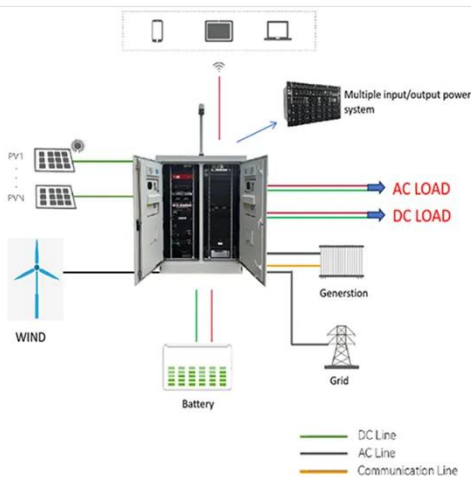 Multiple input/output power
system
PV1
PVN
AC LOAD
DC LOAD
WIND
Generstion
Grid
Battery
DC Line
AC Line
Communication Line